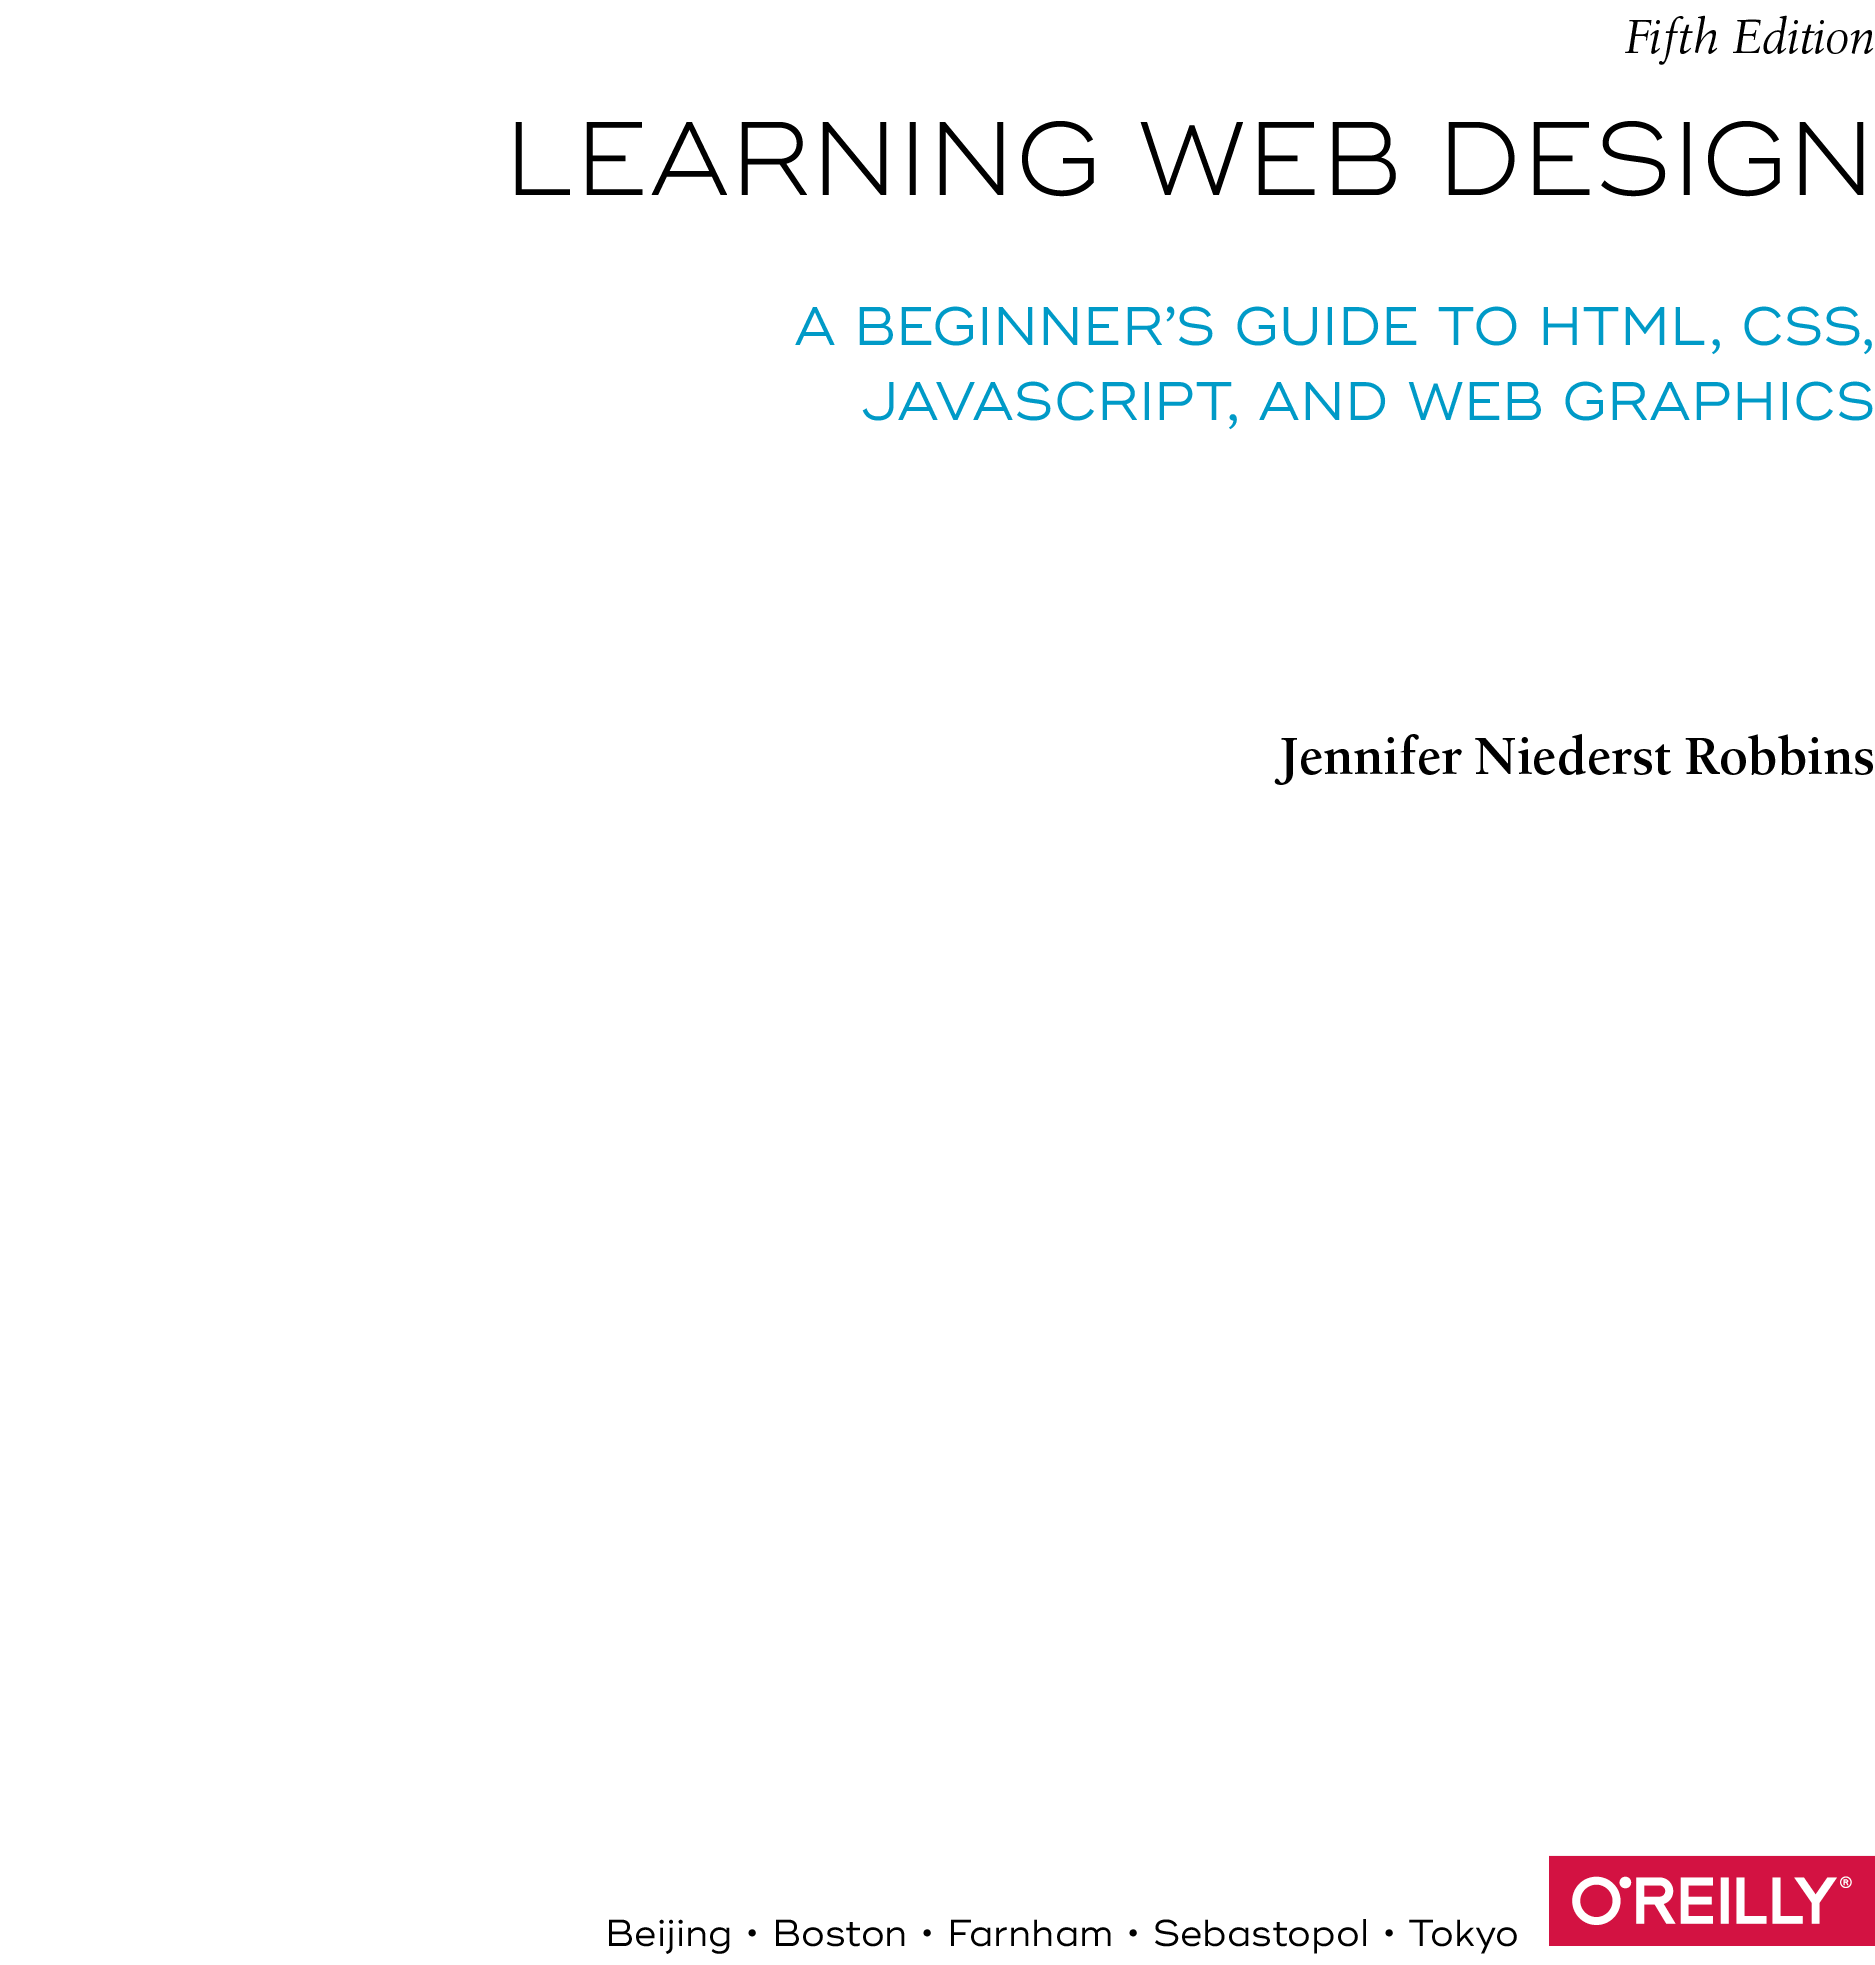 Fifth Edition
LEARNING WEB DESIGN
A BEGINNER’S GUIDE TO HTML, CSS,
JAVASCRIPT, AND WEB GRAPHICS
Jennifer Niederst Robbins
Beijing • Boston • Farnham • Sebastopol • Tokyo
O'REILLY®